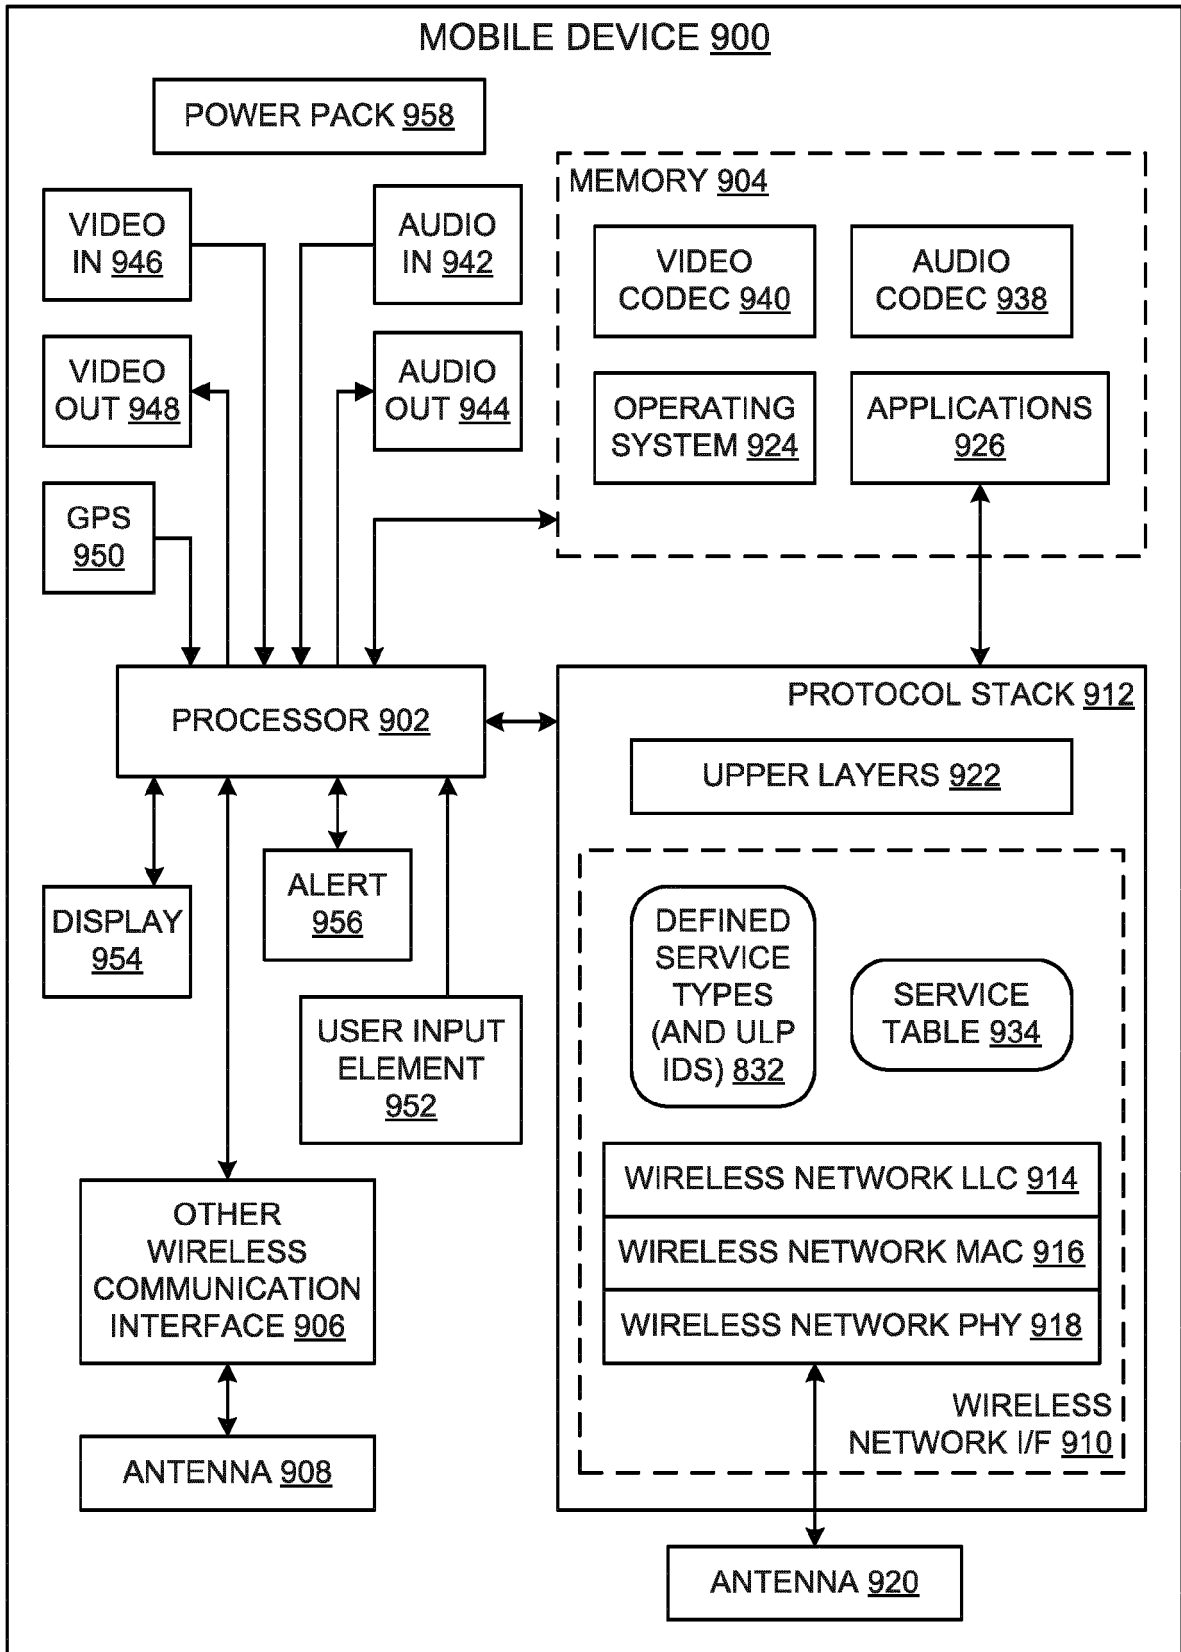 MOBILE DEVICE 900
POWER PACK 958
VIDEO
IN 946
AUDIO
IN 942
VIDEO
OUT 948
AUDIO
OUT 944
GPS
950
MEMORY 904
VIDEO
CODEC 940
AUDIO
CODEC 938
OPERATING
SYSTEM 924
APPLICATIONS
926
PROCESSOR 902
PROTOCOL STACK 912
UPPER LAYERS 922
DISPLAY
954
ALERT
956
USER INPUT
ELEMENT
952
DEFINED
SERVICE
TYPES
(AND ULP
IDS) 832
SERVICE
TABLE 934
WIRELESS NETWORK LLC 914
WIRELESS NETWORK MAC 916
WIRELESS NETWORK PHY 918
WIRELESS
NETWORK I/F 910
OTHER
WIRELESS
COMMUNICATION
INTERFACE 906
ANTENNA 908
ANTENNA 920